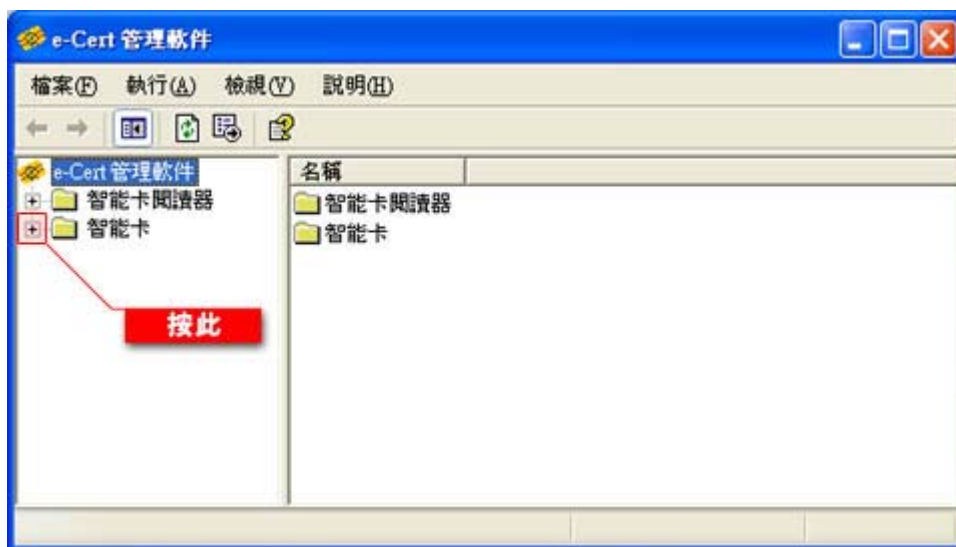 e-Cert 管理軟件
檔案(F) 執行(A) 檢視(V) 説明(H)
e-Cert 管理軟件
智能卡閱讀器
智能卡
按此
名稱
智能卡閱讀器
智能卡